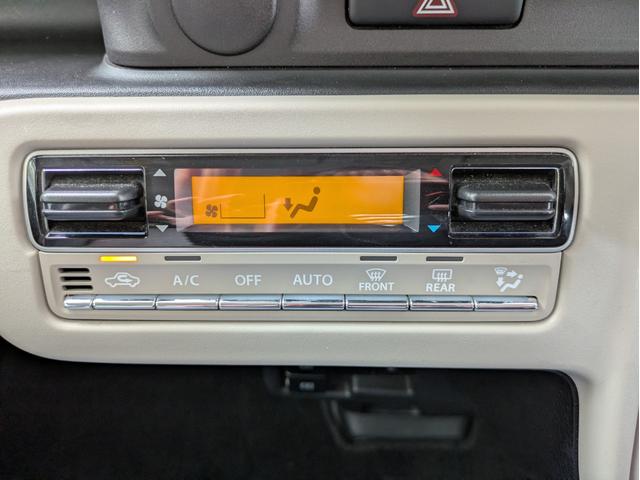 A/C OFF AUTO FRONT REAR